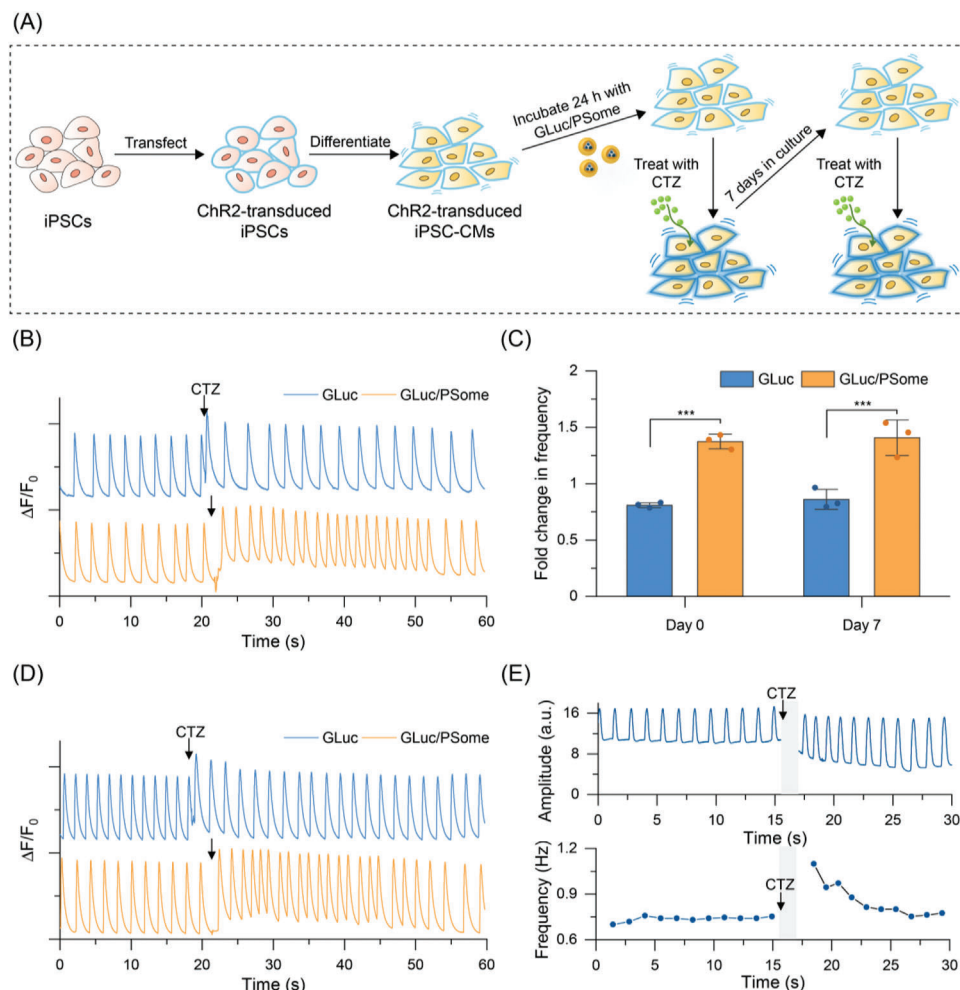 (A)
iPSCs
Transfect
ChR2-transduced
iPSCs
Differentiate
ChR2-transduced
iPSC-CMs
Incubate 24 h with
GLuc/PSome
Treat with
CTZ
7 days in culture
Treat with
CTZ
(B)
CTZ
GLuc
GLuc/PSome
ΔF/F0
0
10
20
30
40
50
60
Time (s)
(C)
GLuc
GLuc/PSome
***
***
Fold change in frequency
2
1.5
1
0.5
0
Day 0
Day 7
(D)
CTZ
GLuc
GLuc/PSome
ΔF/F0
0
10
20
30
40
50
60
Time (s)
(E)
CTZ
Amplitude (a.u.)
16
8
0
0
5
10
15
20
25
30
Time (s)
CTZ
Frequency (Hz)
1.2
0.9
0.6
0
5
10
15
20
25
30
Time (s)